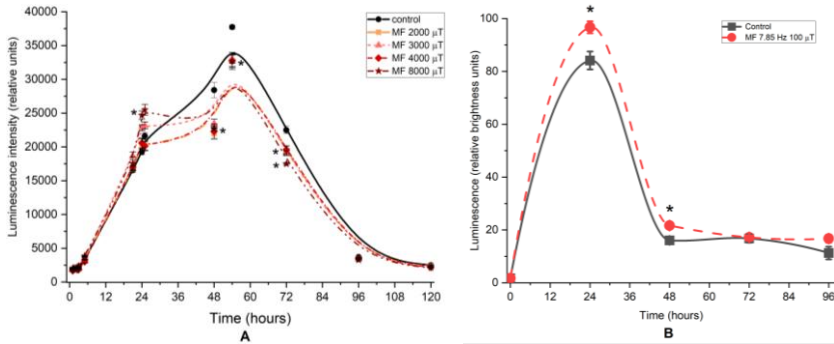 40000
35000
30000
25000
20000
15000
10000
5000
0
Luminescence intensity (relative units)
control
MF 2000 μT
MF 3000 μT
MF 4000 μT
MF 8000 μT
*
*
*
*
*
0 12 24 36 48 60 72 84 96 108 120
Time (hours)
A
100
80
60
40
20
0
Luminescence (relative brightness units)
Control
MF 7.85 Hz 100 μT
*
*
0 12 24 36 48 60 72 84 96
Time (hours)
B